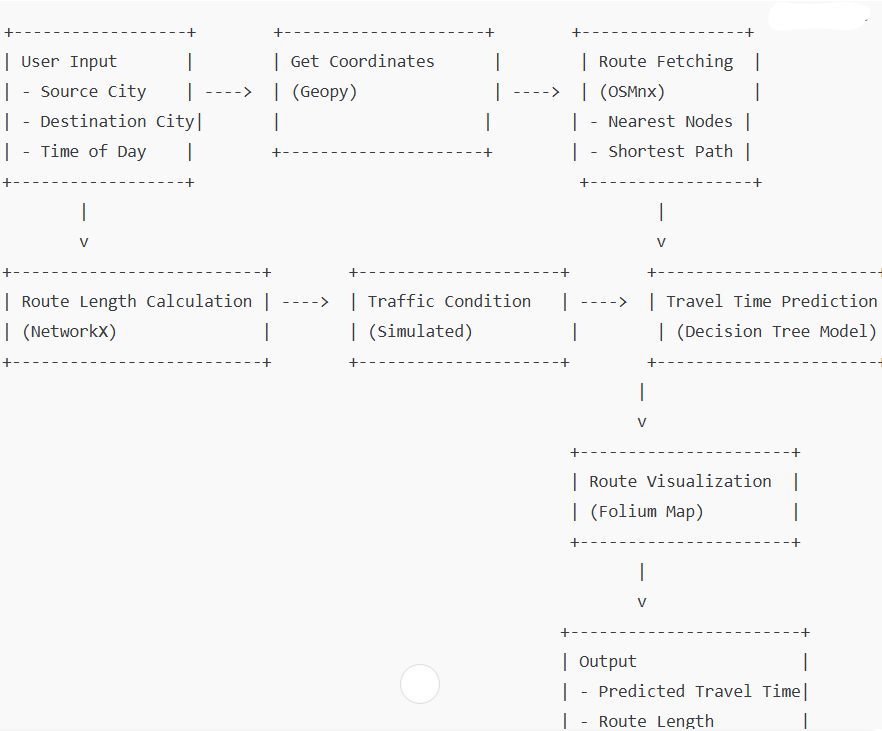 +------------------+ +---------------------+ +-----------------+
| User Input | | Get Coordinates | | Route Fetching |
| - Source City | ----> | (Geopy) | ----> | (OSMnx) |
| - Destination City| | | | - Nearest Nodes |
| - Time of Day | +---------------------+ | - Shortest Path |
+------------------+ +-----------------+
| |
v v
+--------------------------+ +---------------------+ +-----------------------+
| Route Length Calculation | ----> | Traffic Condition | ----> | Travel Time Prediction
| (NetworkX) | | (Simulated) | | (Decision Tree Model)
+--------------------------+ +---------------------+ +-----------------------+
|
v
+----------------------+
| Route Visualization |
| (Folium Map) |
+----------------------+
|
v
+------------------------+
| Output |
| - Predicted Travel Time|
| - Route Length |